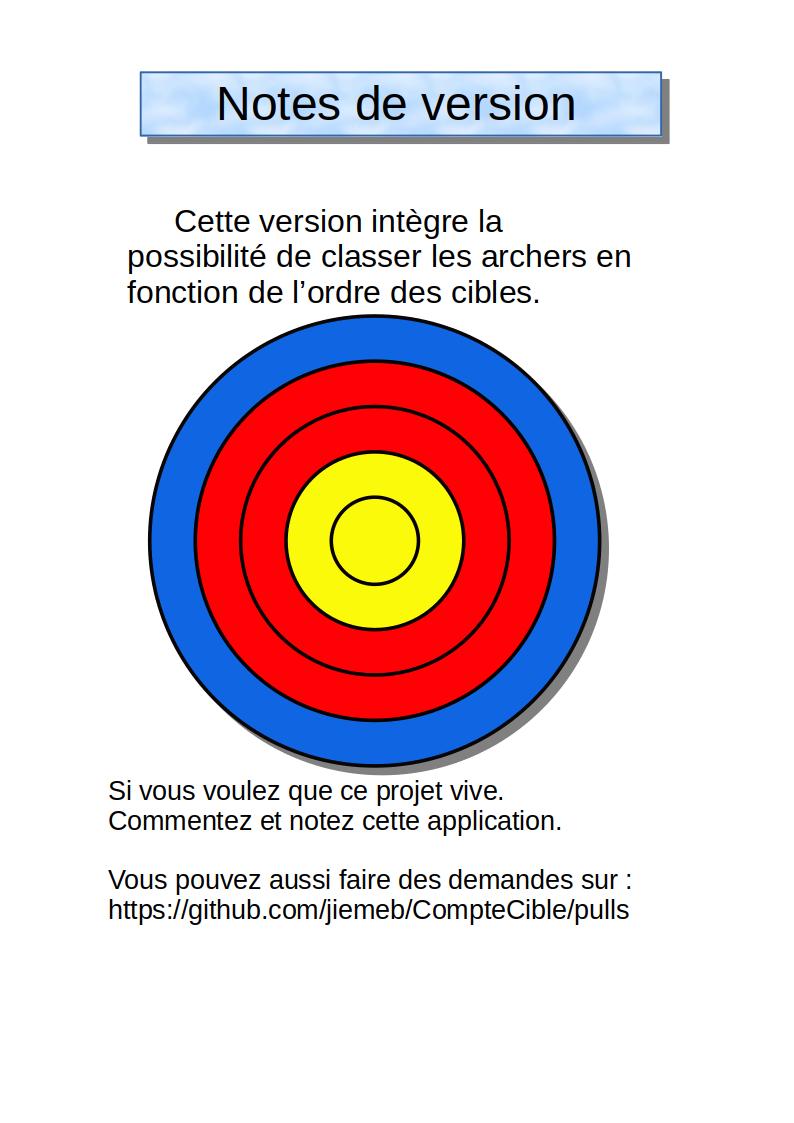 Notes de version
Cette version intègre la
possibilité de classer les archers en
fonction de l’ordre des cibles.
Si vous voulez que ce projet vive.
Commentez et notez cette application.
Vous pouvez aussi faire des demandes sur :
https://github.com/jiemeb/CompteCible/pulls